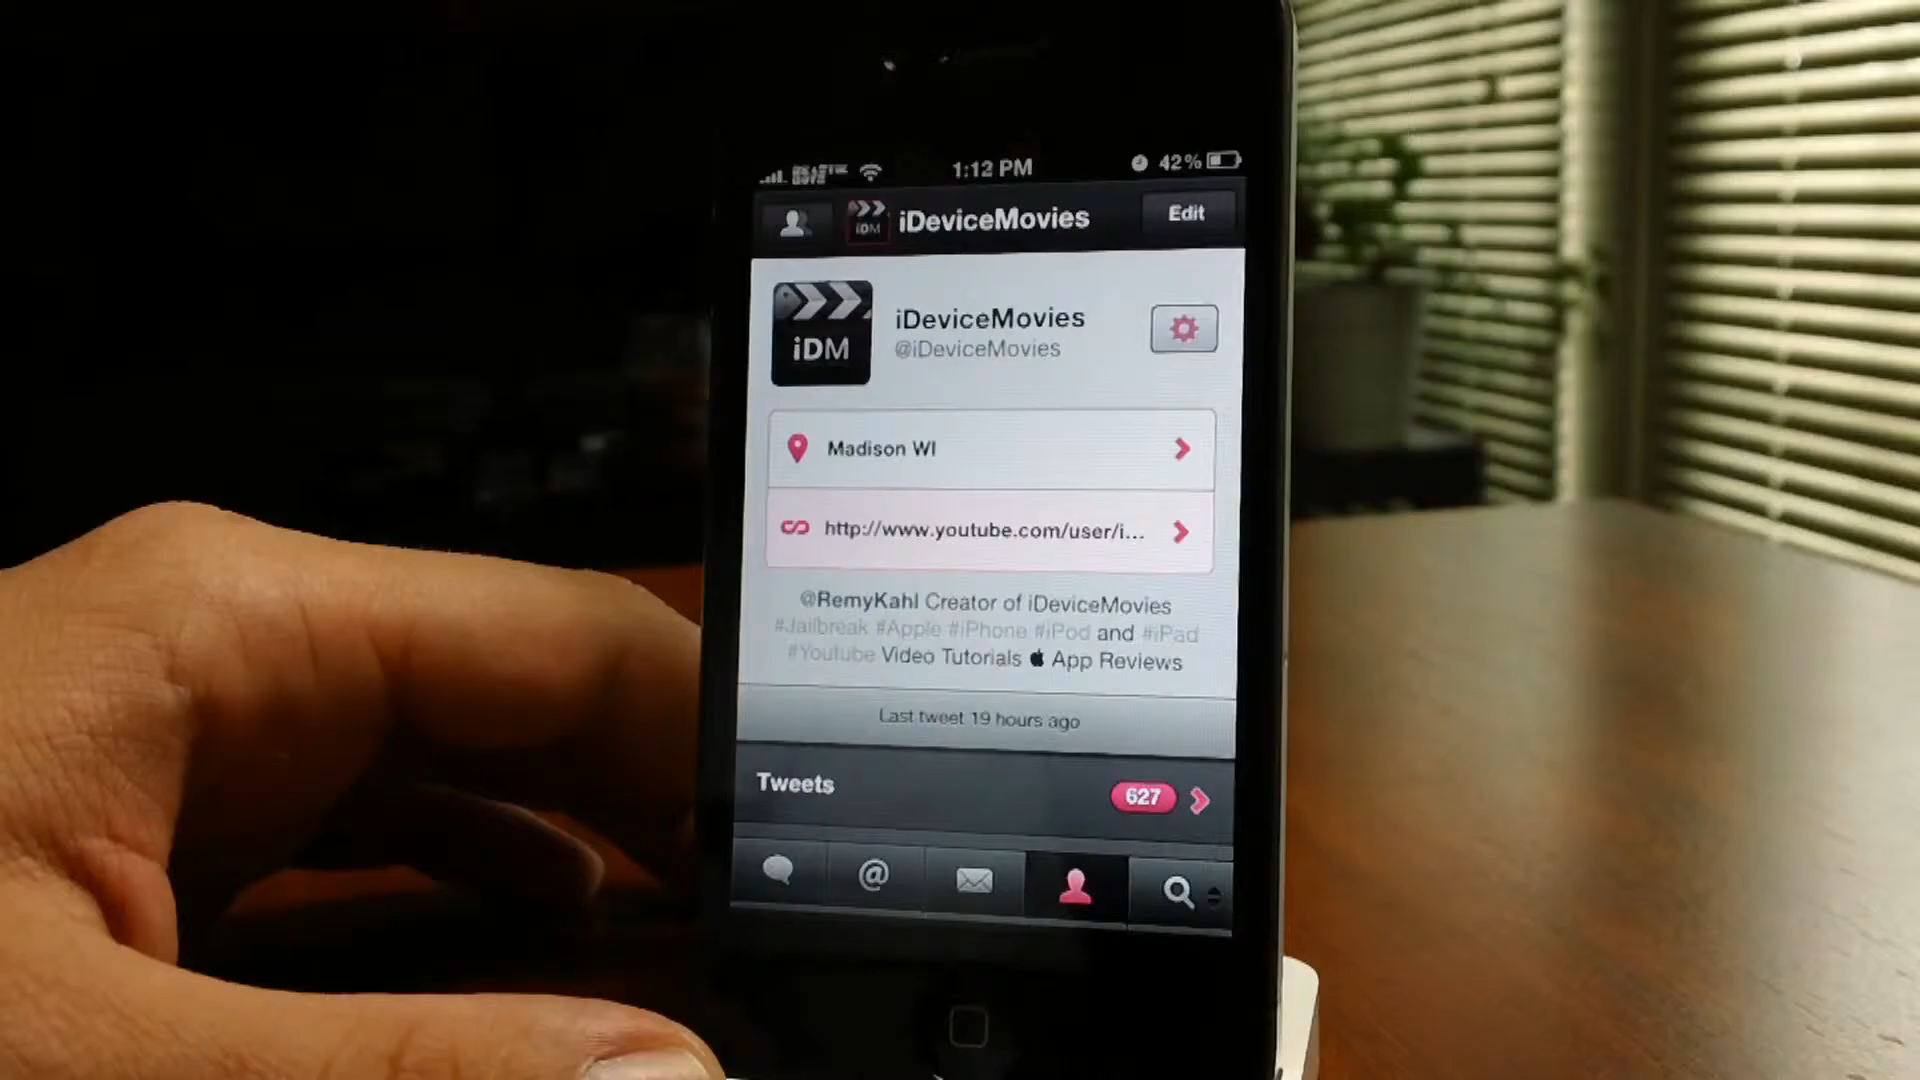 1:12 PM 42%
iDM iDeviceMovies Edit
iDM
iDeviceMovies
@iDeviceMovies
Madison WI
http://www.youtube.com/user/i...
@RemyKahl Creator of iDeviceMovies
#Jailbreak #Apple #iPhone #iPod and #iPad
#Youtube Video Tutorials App Reviews
Last tweet 19 hours ago
Tweets 627
@